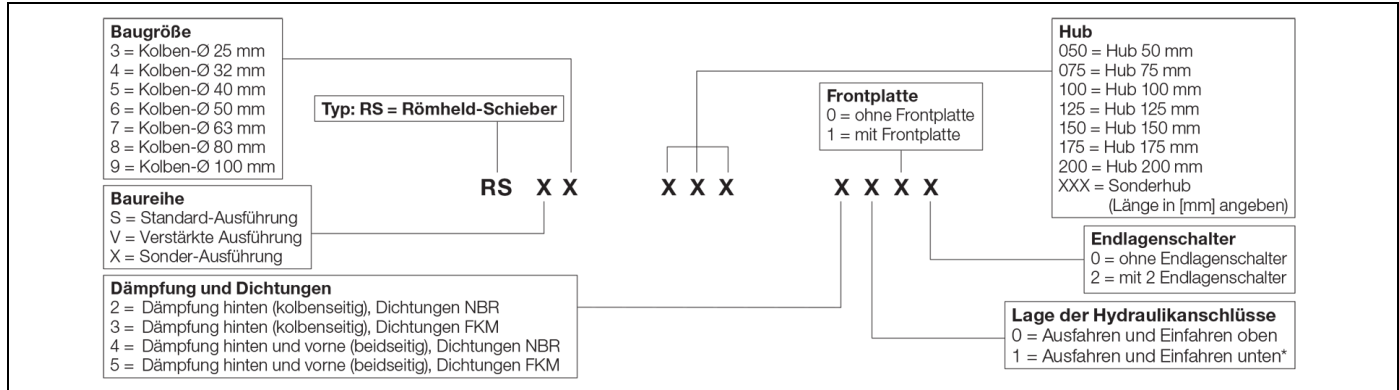 Baugröße
3 = Kolben-Ø 25 mm
4 = Kolben-Ø 32 mm
5 = Kolben-Ø 40 mm
6 = Kolben-Ø 50 mm
7 = Kolben-Ø 63 mm
8 = Kolben-Ø 80 mm
9 = Kolben-Ø 100 mm
Typ: RS = Römheld-Schieber
Frontplatte
0 = ohne Frontplatte
1 = mit Frontplatte
Hub
050 = Hub 50 mm
075 = Hub 75 mm
100 = Hub 100 mm
125 = Hub 125 mm
150 = Hub 150 mm
175 = Hub 175 mm
200 = Hub 200 mm
XXX = Sonderhub
(Länge in [mm] angeben)
RS X X X X X X X X X
Baureihe
S = Standard-Ausführung
V = Verstärkte Ausführung
X = Sonder-Ausführung
Endlagenschalter
0 = ohne Endlagenschalter
2 = mit 2 Endlagenschalter
Dämpfung und Dichtungen
2 = Dämpfung hinten (kolbenseitig), Dichtungen NBR
3 = Dämpfung hinten (kolbenseitig), Dichtungen FKM
4 = Dämpfung hinten und vorne (beidseitig), Dichtungen NBR
5 = Dämpfung hinten und vorne (beidseitig), Dichtungen FKM
Lage der Hydraulikanschlüsse
0 = Ausfahren und Einfahren oben
1 = Ausfahren und Einfahren unten*